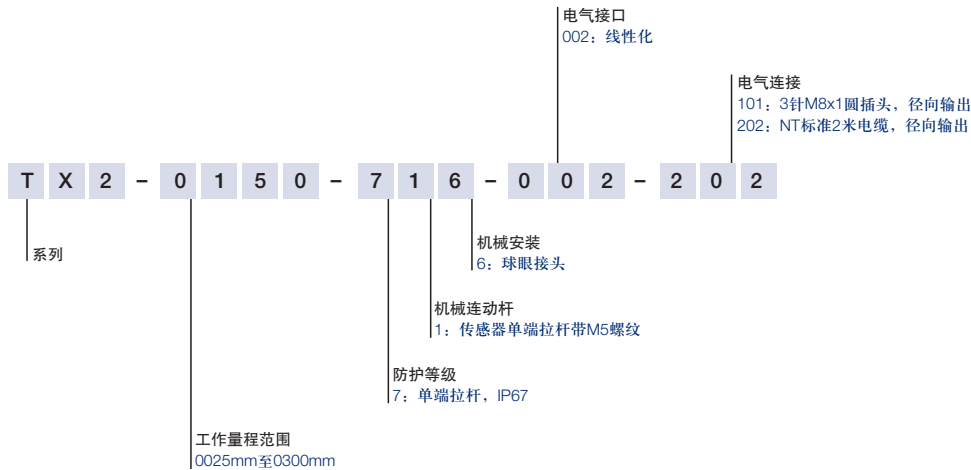 电气接口
002：线性化
电气连接
101：3针M8x1圆插头，径向输出
202：NT标准2米电缆，径向输出
T X 2 - 0 1 5 0 - 7 1 6 - 0 0 2 - 2 0 2
系列
机械安装
6：球眼接头
机械连动杆
1：传感器单端拉杆带M5螺纹
防护等级
7：单端拉杆，IP67
工作量程范围
0025mm至0300mm